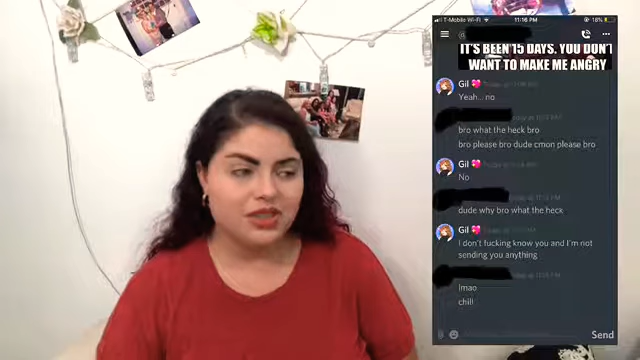 T-Mobile Wi-Fi
11:16 PM
18%
IT'S BEEN 15 DAYS. YOU DON'T
WANT TO MAKE ME ANGRY
Gil
Yeah.. no
bro what the heck bro
bro please bro dude cmon please bro
Gil
No
dude why bro what the heck
Gil
I don't fucking know you and I'm not
sending you anything
lmao
chill
Send